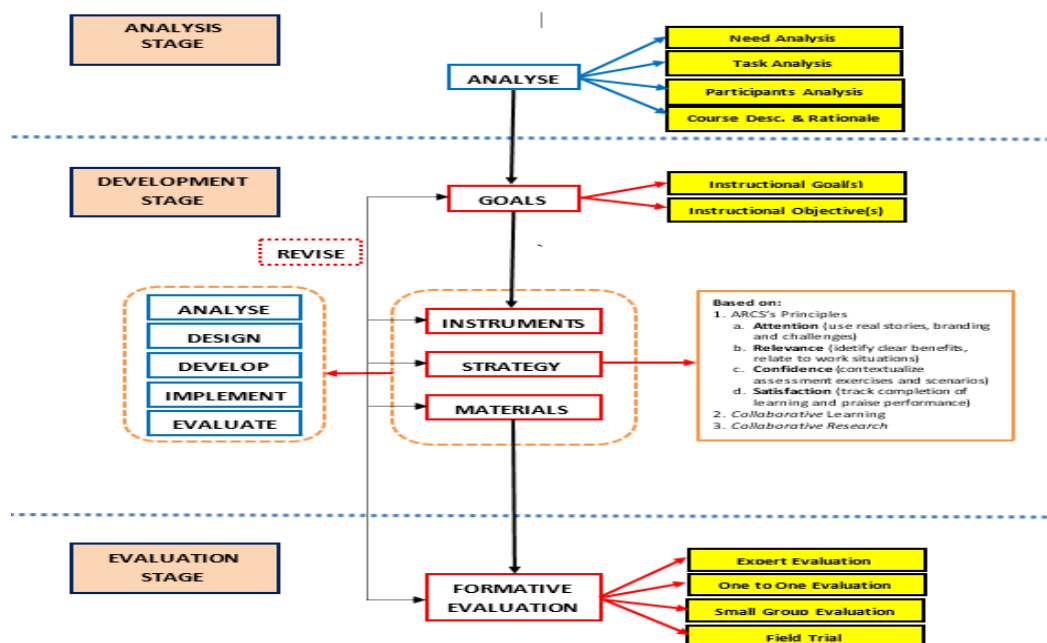 ANALYSIS
STAGE
ANALYSE
Need Analysis
Task Analysis
Participants Analysis
Course Desc. & Rationale
DEVELOPMENT
STAGE
GOALS
Instructional Goal(s)
Instructional Objective(s)
REVISE
ANALYSE
DESIGN
DEVELOP
IMPLEMENT
EVALUATE
INSTRUMENTS
STRATEGY
MATERIALS
Based on:
1. ARCS's Principles
a. Attention (use real stories, branding
and challenges)
b. Relevance (idetify clear benefits,
relate to work situations)
c. Confidence (contextualize
assessment exercises and scenarios)
d. Satisfaction (track completion of
learning and praise performance)
2. Collaborative Learning
3. Collaborative Research
EVALUATION
STAGE
FORMATIVE
EVALUATION
Expert Evaluation
One to One Evaluation
Small Group Evaluation
Field Trial